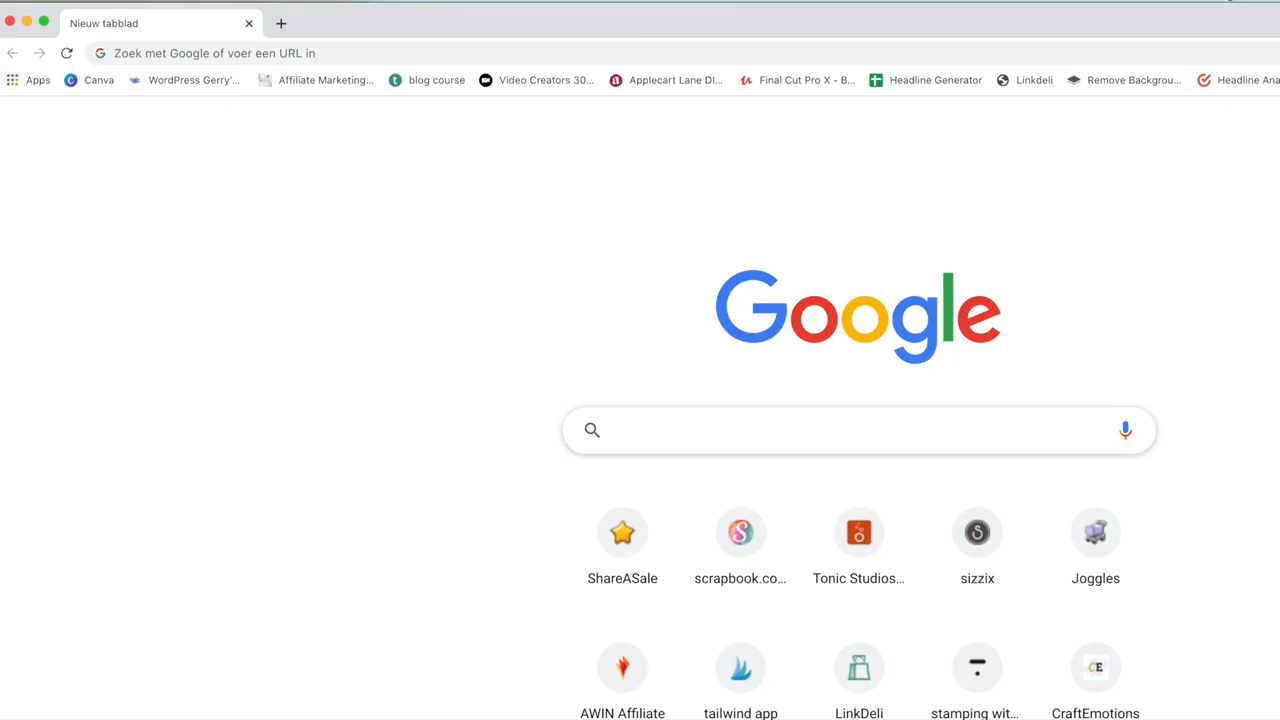 Nieuw tabblad
Zoek met Google of voer een URL in
Apps Canva WordPress Gerry'... Affiliate Marketing... blog course Video Creators 30... Applecart Lane DI... Final Cut Pro X - B... Headline Generator Linkdeli Remove Backgrou... Headline Ana
Google
ShareASale scrapbook.co... Tonic Studios... sizzix Joggles
CE
AWIN Affiliate tailwind app LinkDeli stamping wit... CraftEmotions